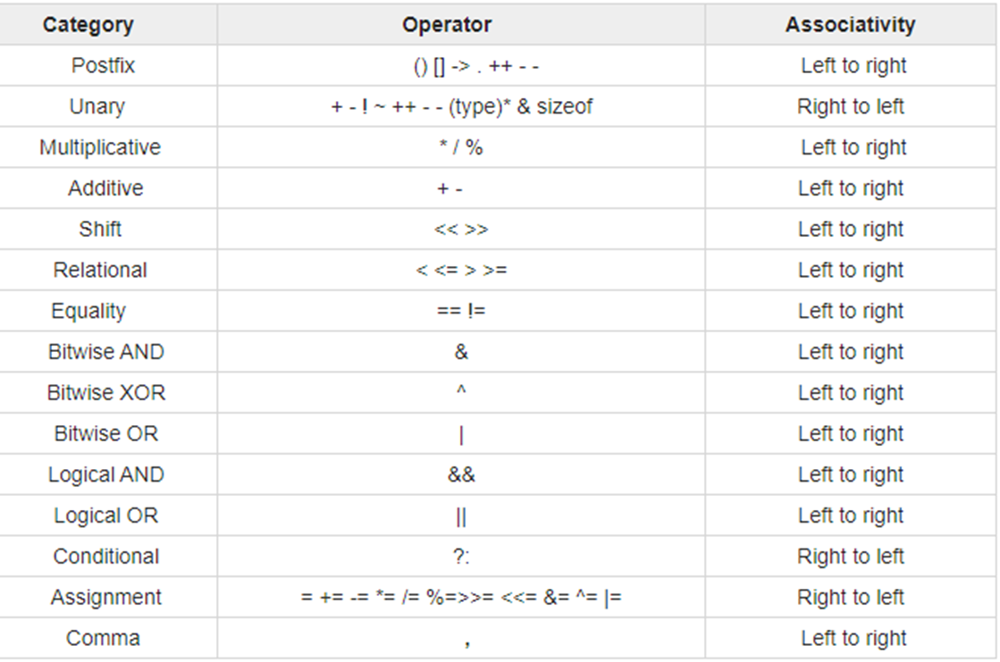 Category Operator Associativity
Postfix () [] -> . ++ - - Left to right
Unary + - ! ~ ++ - - (type)* & sizeof Right to left
Multiplicative * / % Left to right
Additive + - Left to right
Shift << >> Left to right
Relational < <= > >= Left to right
Equality == != Left to right
Bitwise AND & Left to right
Bitwise XOR ^ Left to right
Bitwise OR | Left to right
Logical AND && Left to right
Logical OR || Left to right
Conditional ?: Right to left
Assignment = += -= *= /= %=>>= <<= &= ^= |= Right to left
Comma , Left to right